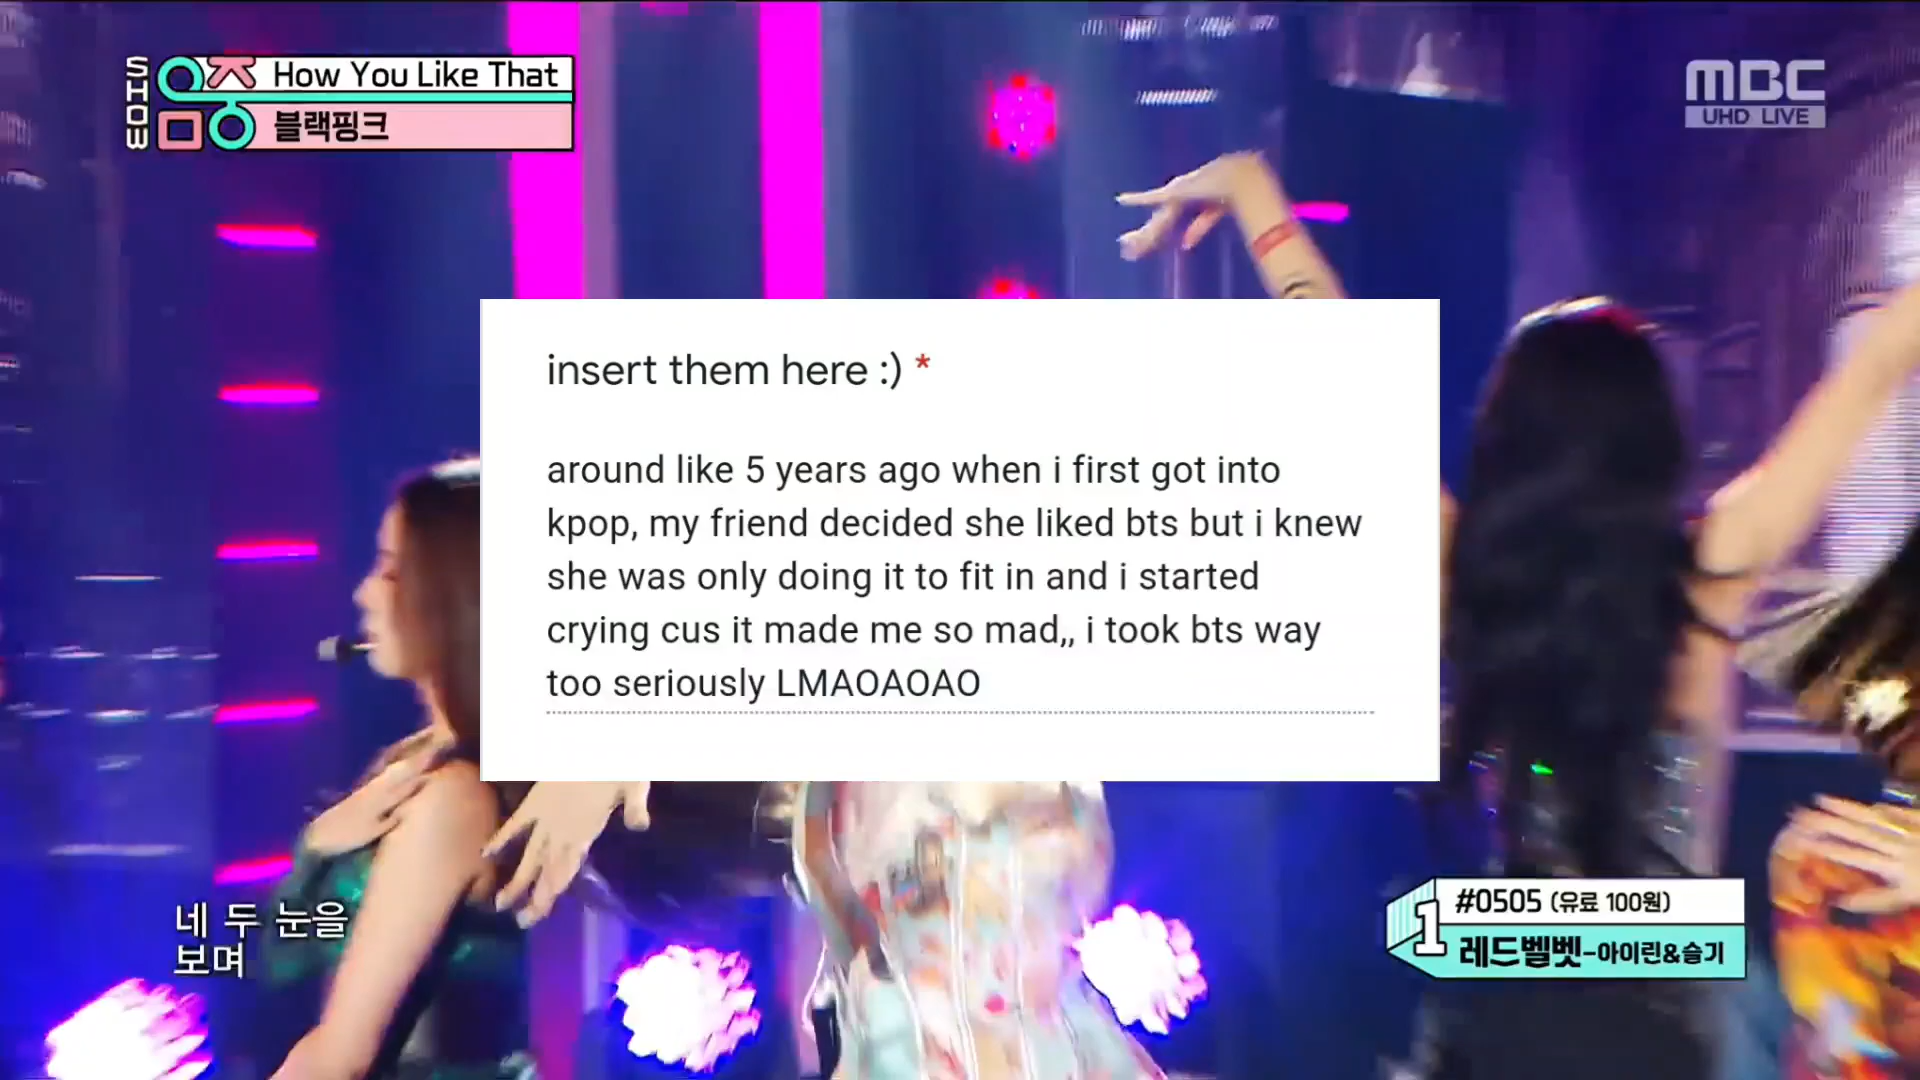 SHOW
음중
How You Like That
블랙핑크
MBC
UHD LIVE
insert them here :) *
around like 5 years ago when i first got into
kpop, my friend decided she liked bts but i knew
she was only doing it to fit in and i started
crying cus it made me so mad,, i took bts way
too seriously LMAOAOAO
네 두 눈을
보며
1
#0505 (유료 100원)
레드벨벳-아이린&슬기